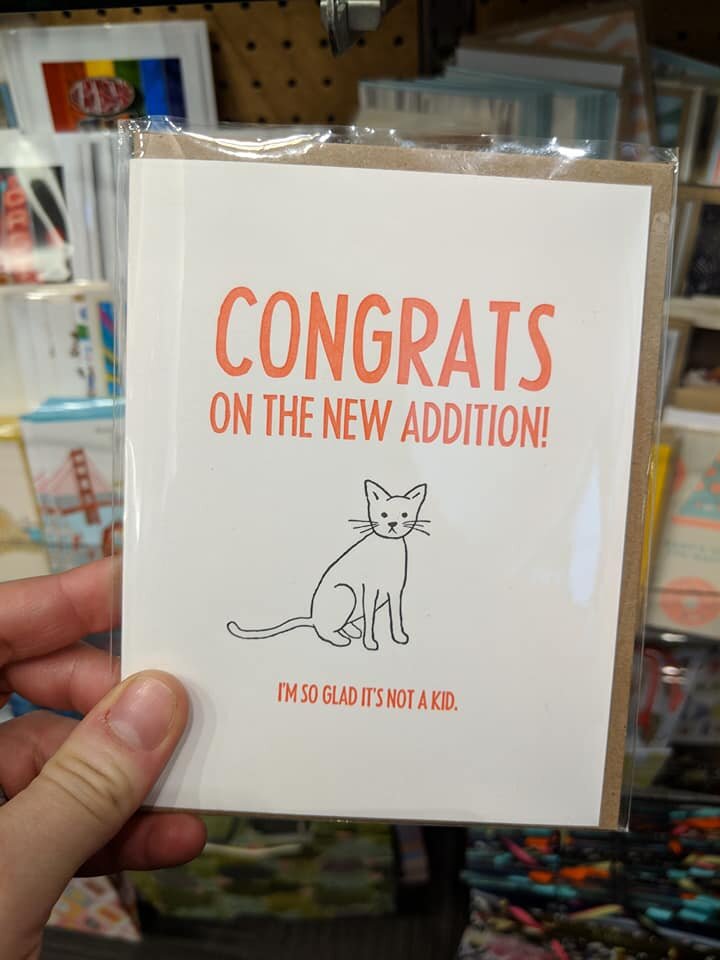 CONGRATS
ON THE NEW ADDITION!
I'M SO GLAD IT'S NOT A KID.